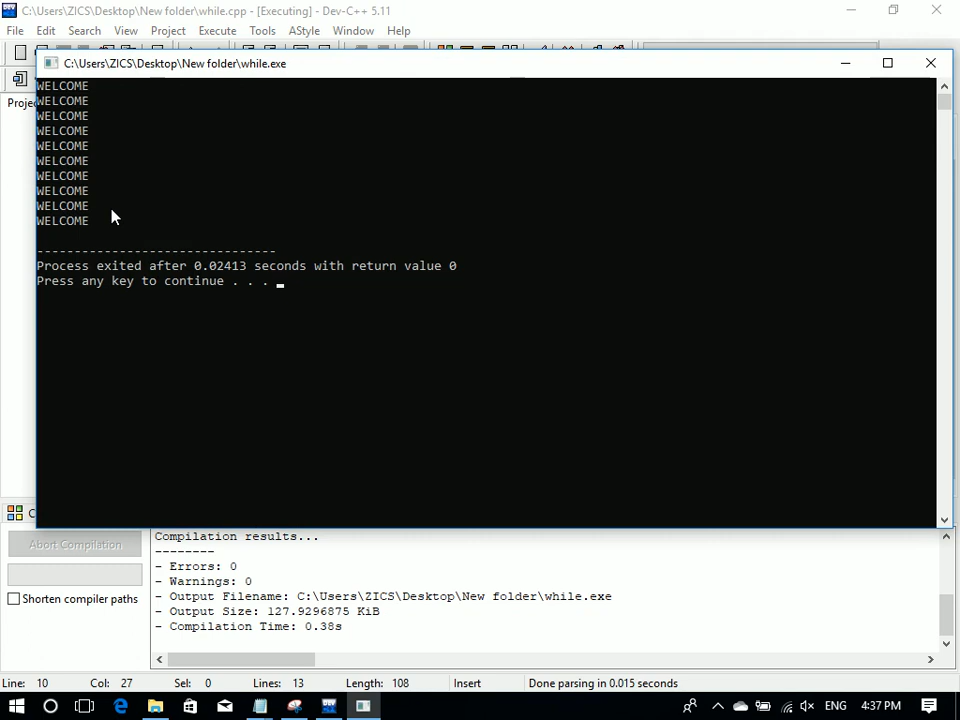 C:\Users\ZICS\Desktop\New folder\while.cpp - [Executing] - Dev-C++ 5.11
File Edit Search View Project Execute Tools AStyle Window Help
C:\Users\ZICS\Desktop\New folder\while.exe
WELCOME
WELCOME
WELCOME
WELCOME
WELCOME
WELCOME
WELCOME
WELCOME
WELCOME
WELCOME
--------------------------------
Process exited after 0.02413 seconds with return value 0
Press any key to continue . . .
Compilation results...
--------
- Errors: 0
- Warnings: 0
- Output Filename: C:\Users\ZICS\Desktop\New folder\while.exe
- Output Size: 127.9296875 KiB
- Compilation Time: 0.38s
Abort Compilation
Shorten compiler paths
Line: 10 Col: 27 Sel: 0 Lines: 13 Length: 108 Insert Done parsing in 0.015 seconds
ENG 4:37 PM